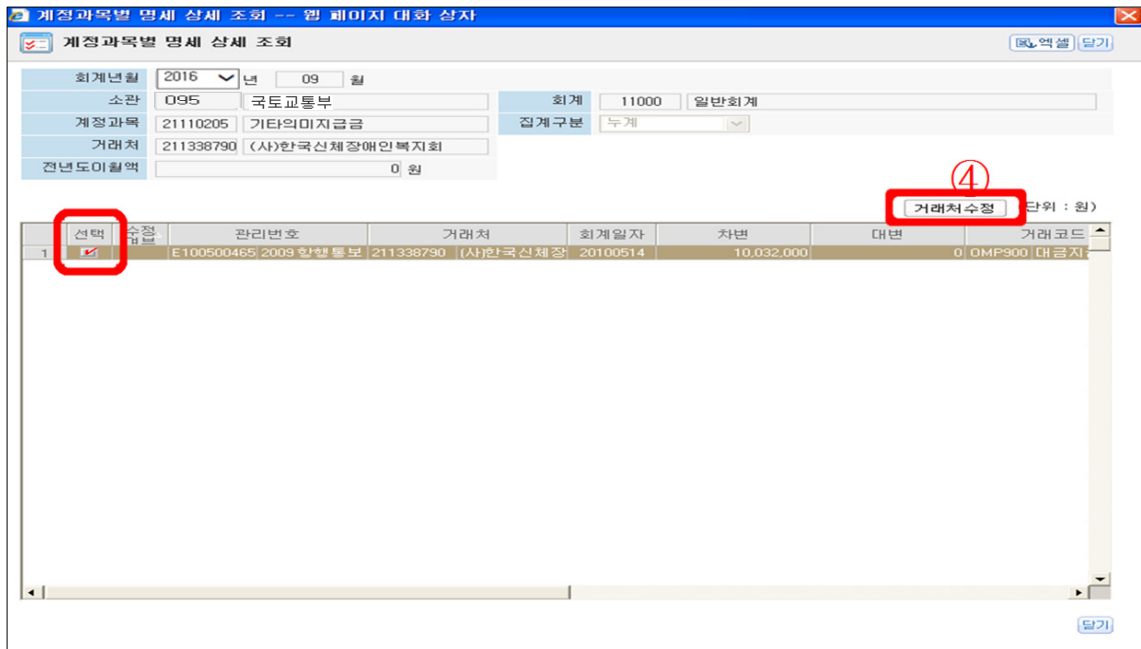 계정과목별 명세 상세 조회 -- 웹 페이지 대화 상자
계정과목별 명세 상세 조회 엑셀 닫기
회계년월 2016 년 09 월
소관 095 국토교통부 회계 11000 일반회계
계정과목 21110205 기타의미지급금 집계구분 누계
거래처 211338790 (사)한국신체장애인복지회
전년도이월액 0 원
④
거래처수정 (단위 : 원)
선택 수정 관리번호 거래처 회계일자 차변 대변 거래코드
1 E100500465 2009 항행통보 211338790 (사)한국신체장 20100514 10,032,000 0 OMP900 대금지
닫기